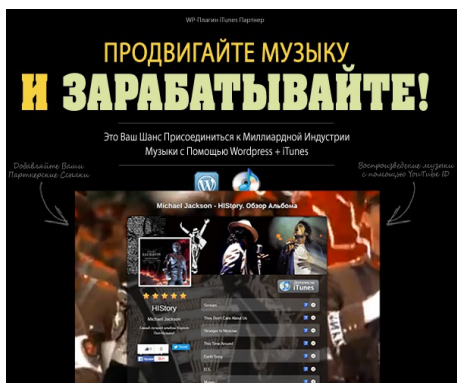 WP-Плагин iTunes Партнер
ПРОДВИГАЙТЕ МУЗЫКУ
И ЗАРАБАТЫВАЙТЕ!
Это Ваш Шанс Присоединиться к Миллиардной Индустрии
Музыки с Помощью Wordpress + iTunes
Добавляйте Ваши
Партнерские Ссылки
Воспроизведение музыки
с помощью YouTube ID
Michael Jackson - HIStory. Обзор Альбома
iTunes
HIStory
Michael Jackson
Scream
They Don't Care About Us
Stranger In Moscow
This Time Around
Earth Song
D.S.
Money